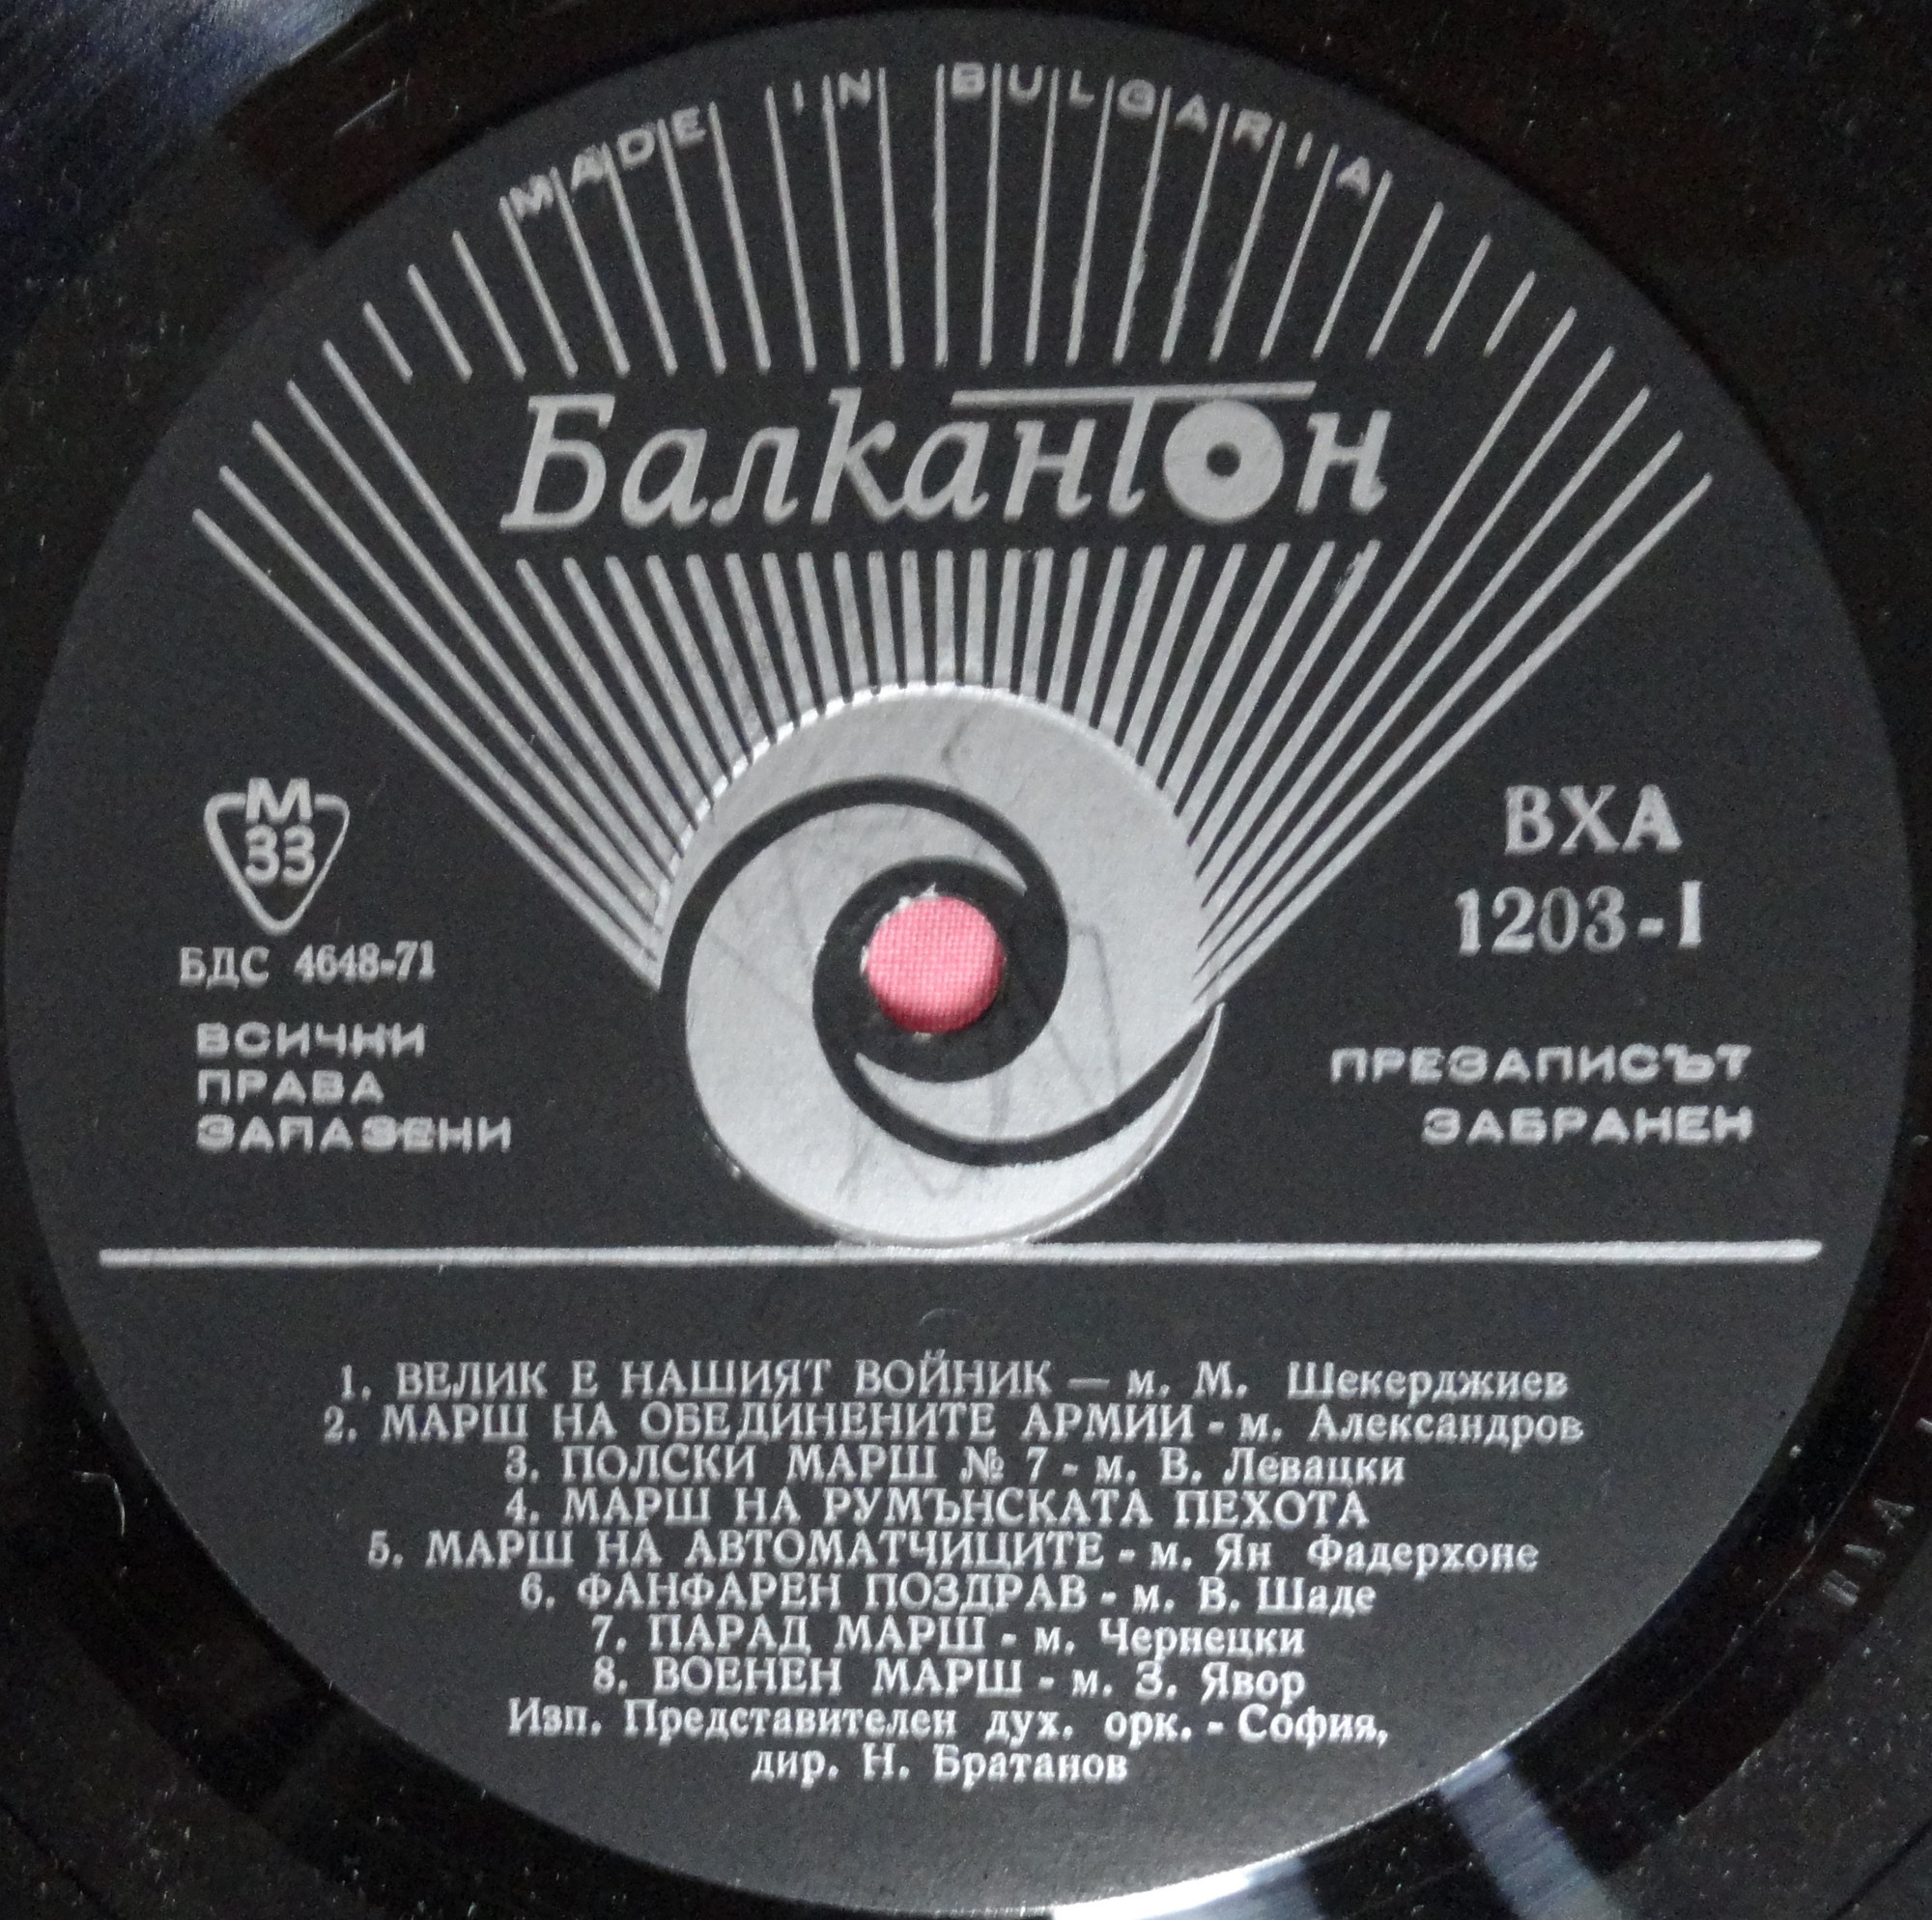 MADE IN BULGARIA
Балкантон
М
33
БДС 4648-71
ВСИЧНИ
ПРАВА
ЗАПАЗЕНИ
ВХА
1203-I
ПРЕЗАПИСЪТ
ЗАБРАНЕН
1. ВЕЛИК Е НАШИЯТ ВОЙНИК — м. М. Шекерджиев
2. МАРШ НА ОБЕДИНЕНИТЕ АРМИИ - м. Александров
3. ПОЛСКИ МАРШ № 7 - м. В. Левацки
4. МАРШ НА РУМЪНСКАТА ПЕХОТА
5. МАРШ НА АВТОМАТЧИЦИТЕ - м. Ян Фадерхоне
6. ФАНФАРЕН ПОЗДРАВ - м. В. Шаде
7. ПАРАД МАРШ - м. Чернецки
8. ВОЕНЕН МАРШ - м. З. Явор
Изп. Представителен дух. орк. - София,
дир. Н. Братанов